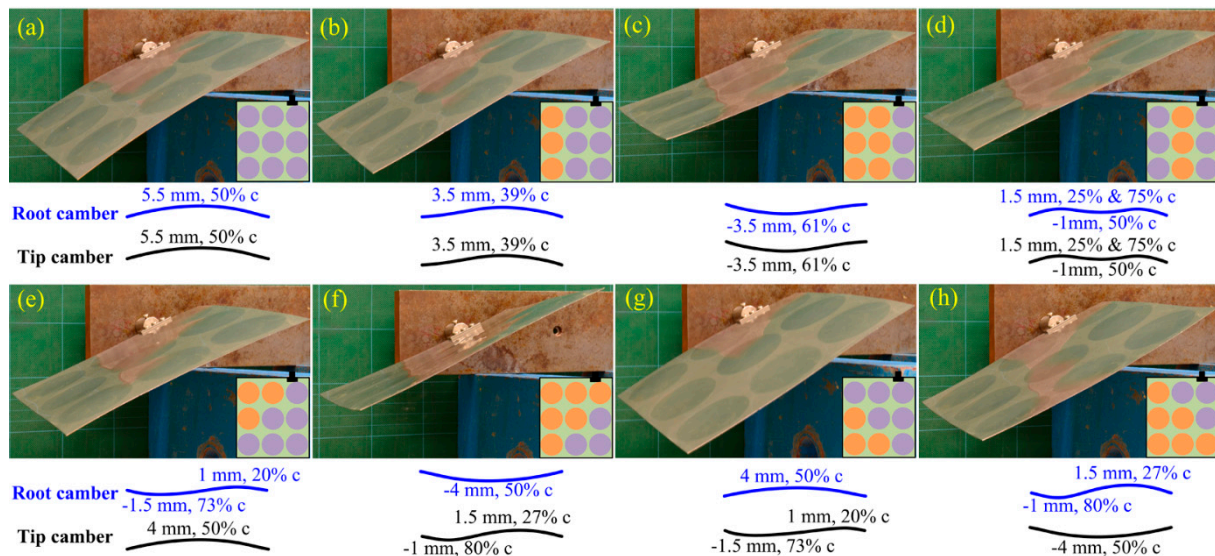 (a)
(b)
(c)
(d)
5.5 mm, 50% c
3.5 mm, 39% c
1.5 mm, 25% & 75% c
Root camber
-3.5 mm, 61% c
-1mm, 50% c
5.5 mm, 50% c
3.5 mm, 39% c
1.5 mm, 25% & 75% c
Tip camber
-3.5 mm, 61% c
-1mm, 50% c
(e)
(f)
(g)
(h)
1 mm, 20% c
4 mm, 50% c
1.5 mm, 27% c
Root camber
-1.5 mm, 73% c
-4 mm, 50% c
-1 mm, 80% c
4 mm, 50% c
1.5 mm, 27% c
1 mm, 20% c
Tip camber
-1 mm, 80% c
-1.5 mm, 73% c
-4 mm, 50% c